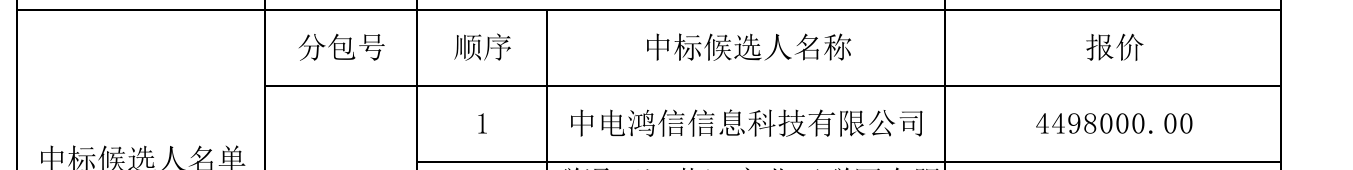 分包号 顺序 中标候选人名称 报价
1 中电鸿信信息科技有限公司 4498000.00
中标候选人名单